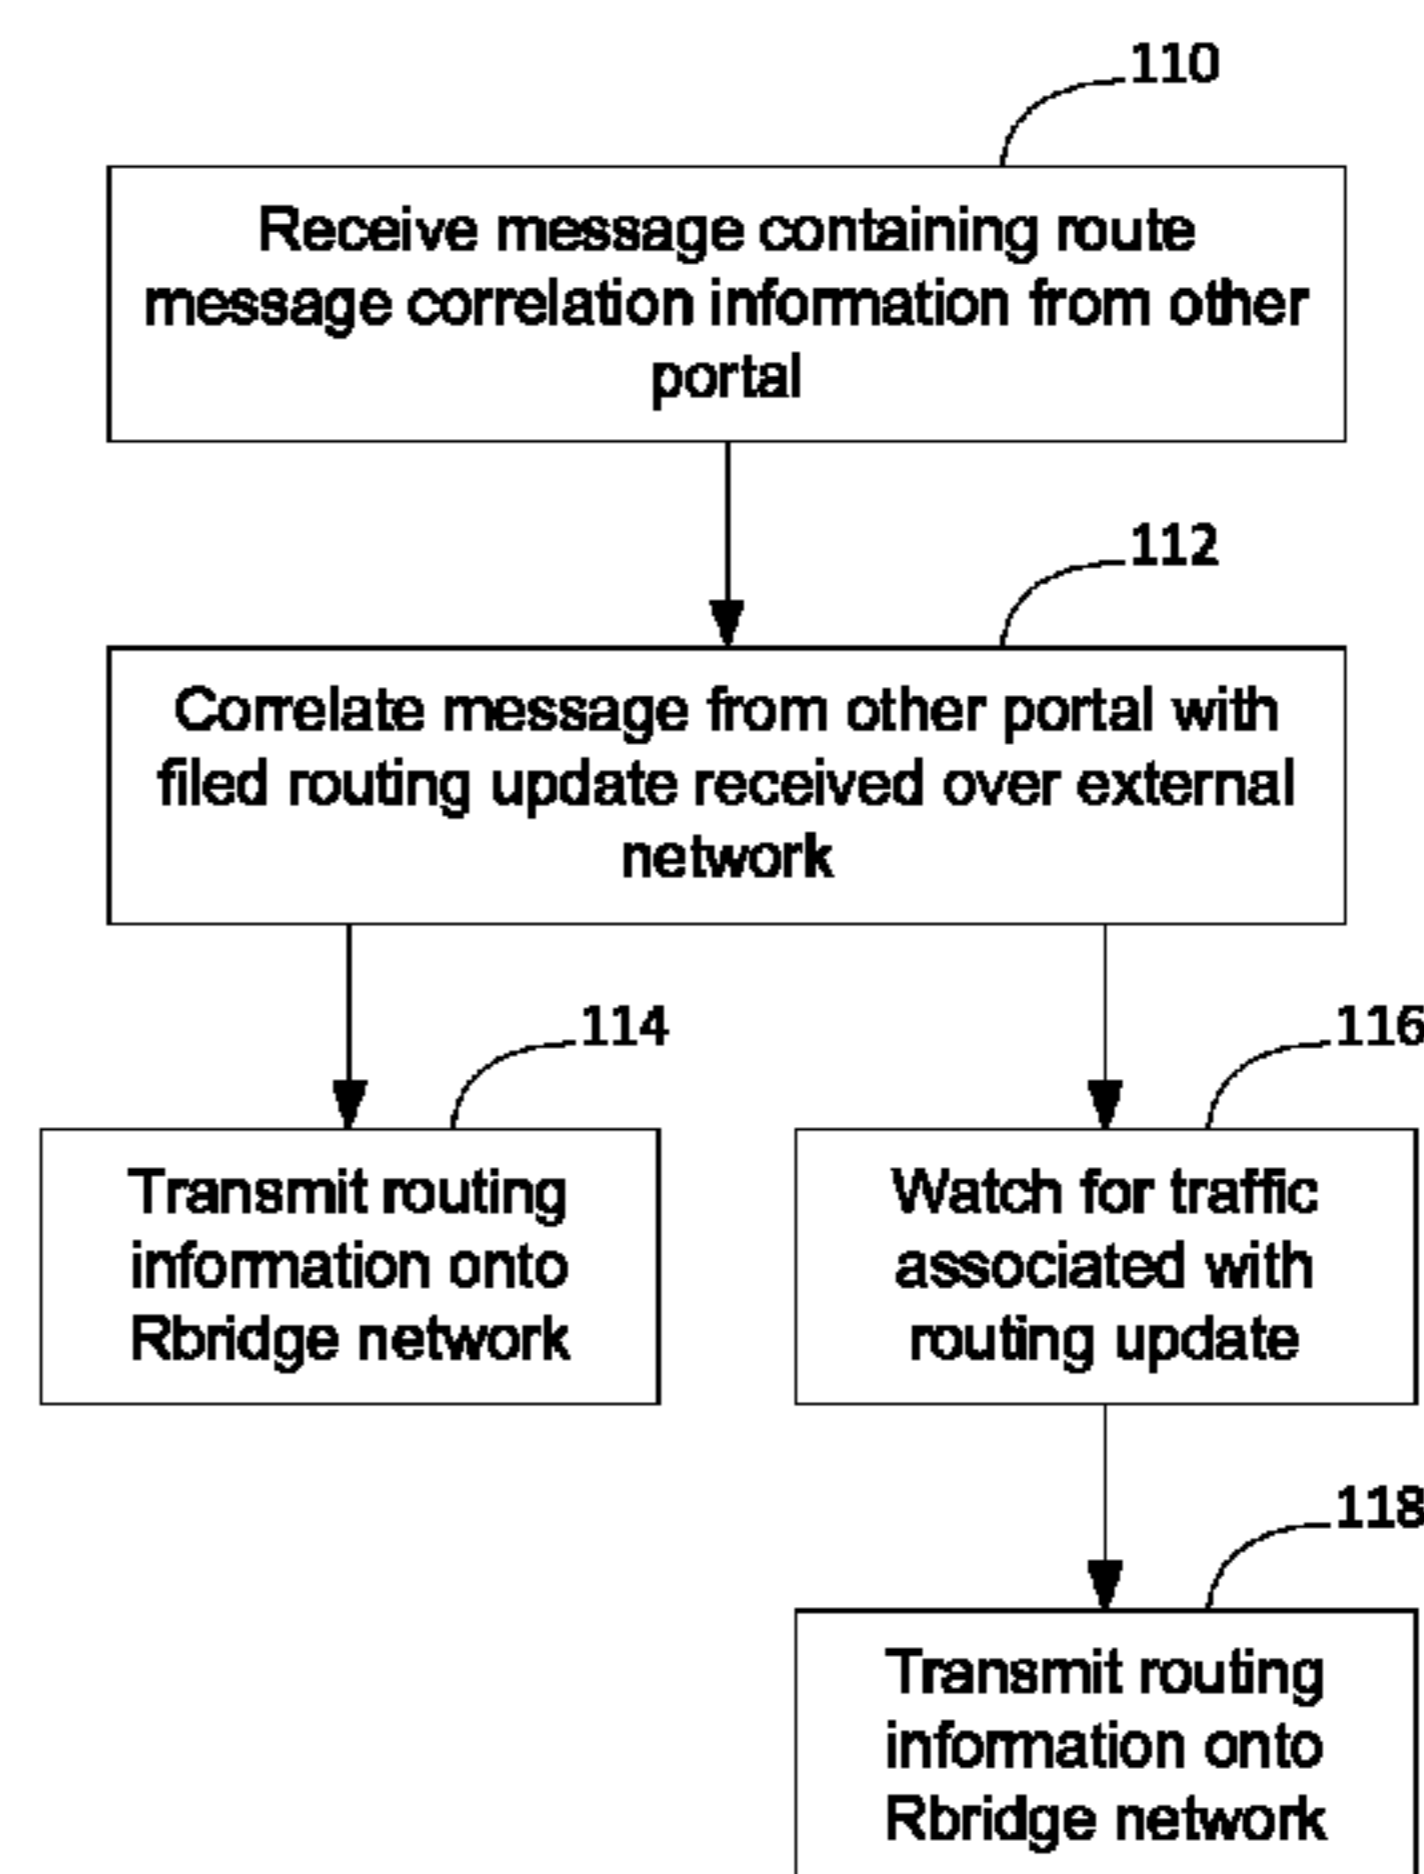 110
Receive message containing route
message correlation information from other
portal
112
Correlate message from other portal with
filed routing update received over external
network
114
Transmit routing
information onto
Rbridge network
116
Watch for traffic
associated with
routing update
118
Transmit routing
information onto
Rbridge network